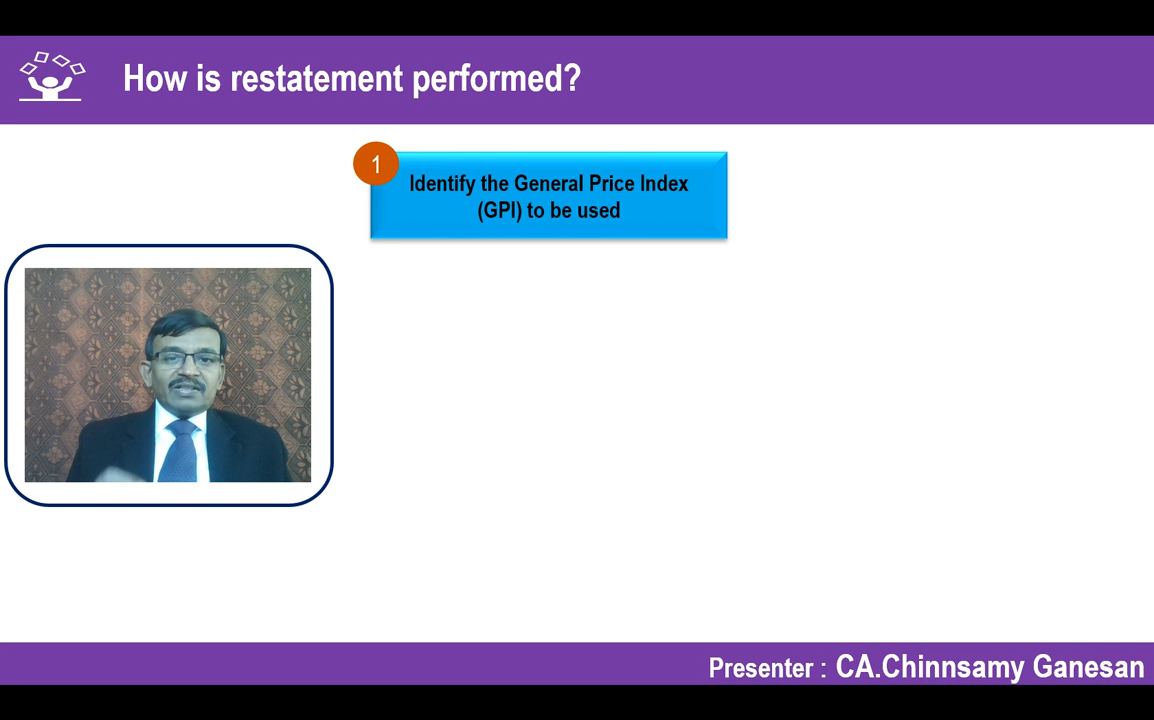 How is restatement performed?
1
Identify the General Price Index
(GPI) to be used
Presenter : CA.Chinnsamy Ganesan